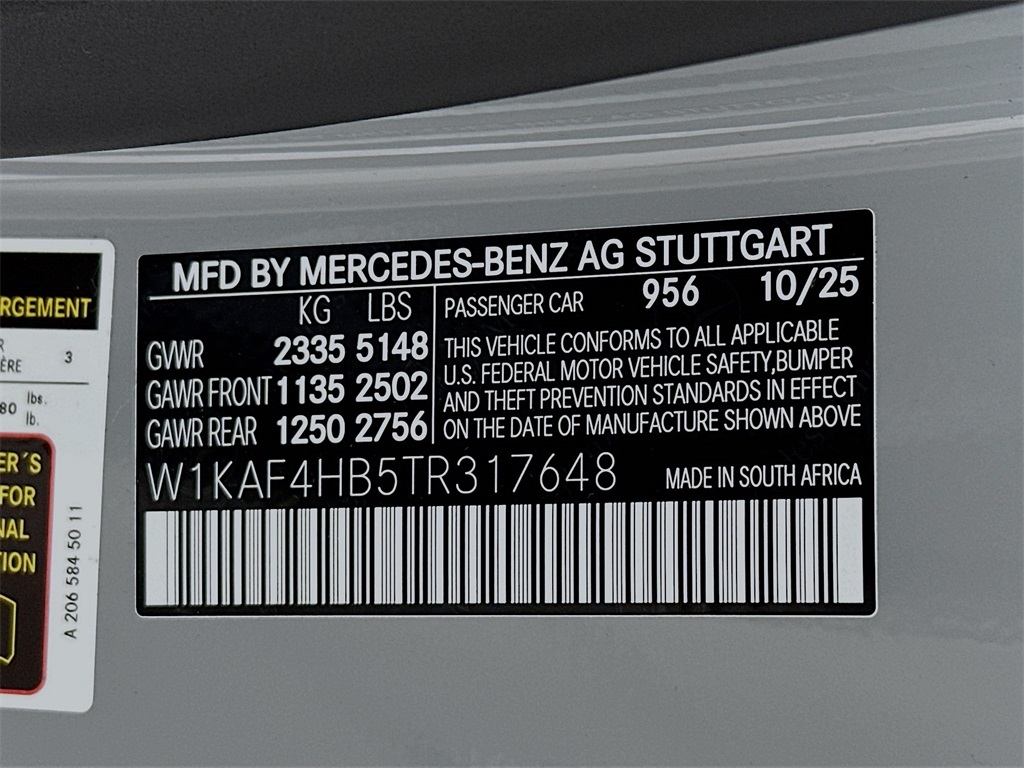 MFD BY MERCEDES-BENZ AG STUTTGART
KG LBS
GVWR 2335 5148
GAWR FRONT 1135 2502
GAWR REAR 1250 2756
PASSENGER CAR 956 10/25
THIS VEHICLE CONFORMS TO ALL APPLICABLE
U.S. FEDERAL MOTOR VEHICLE SAFETY,BUMPER
AND THEFT PREVENTION STANDARDS IN EFFECT
ON THE DATE OF MANUFACTURE SHOWN ABOVE
W1KAF4HB5TR317648
MADE IN SOUTH AFRICA
RGEMENT
R
ÈRE 3
80 lbs.
lb.
ER´S
FOR
NAL
TION
A 206 584 50 11